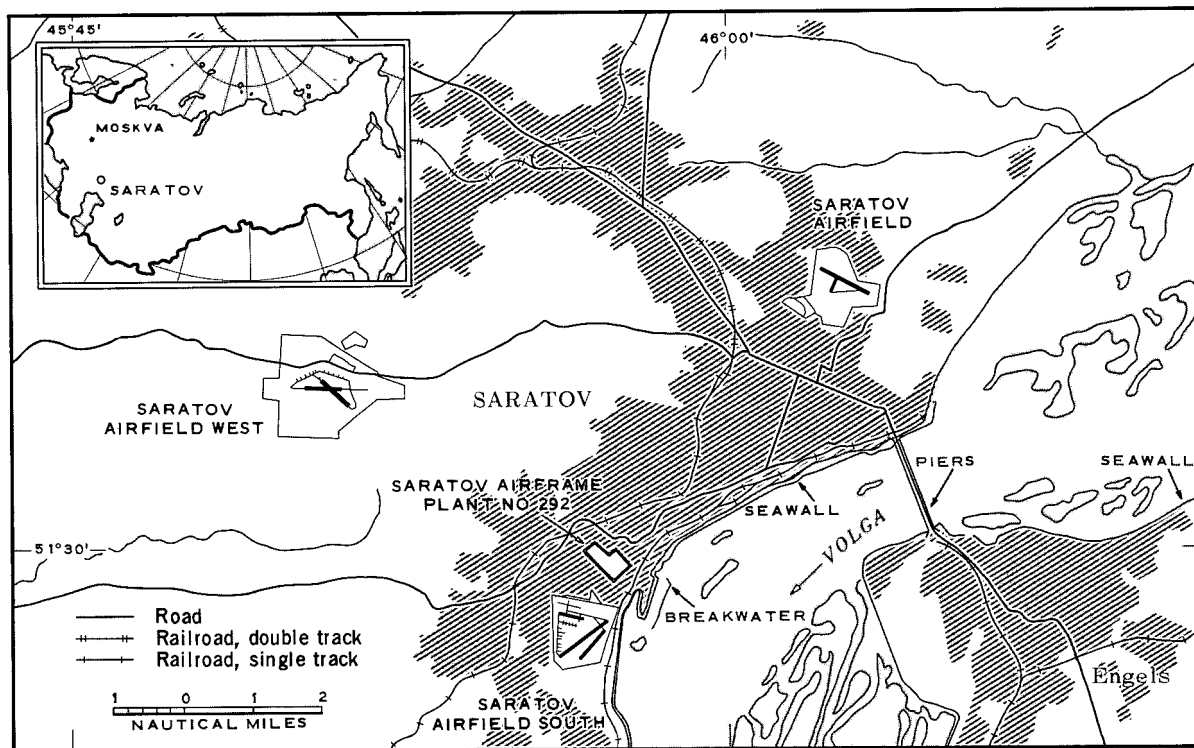 45°45'
46°00'
MOSKVA
SARATOV
SARATOV
AIRFIELD
SARATOV
AIRFIELD WEST
SARATOV
SARATOV AIRFRAME
PLANT NO 292
PIERS
SEAWALL
SEAWALL
VOLGA
51°30'
BREAKWATER
Road
Railroad, double track
Railroad, single track
Engels
1 0 1 2
NAUTICAL MILES
SARATOV
AIRFIELD SOUTH